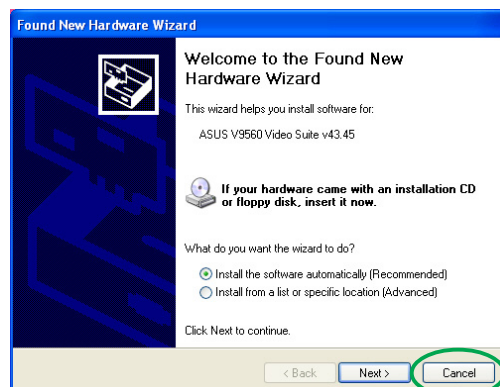 Found New Hardware Wizard
Welcome to the Found New
Hardware Wizard
This wizard helps you install software for:
ASUS V9560 Video Suite v43.45
If your hardware came with an installation CD
or floppy disk, insert it now.
What do you want the wizard to do?
Install the software automatically (Recommended)
Install from a list or specific location (Advanced)
Click Next to continue.
< Back Next > Cancel